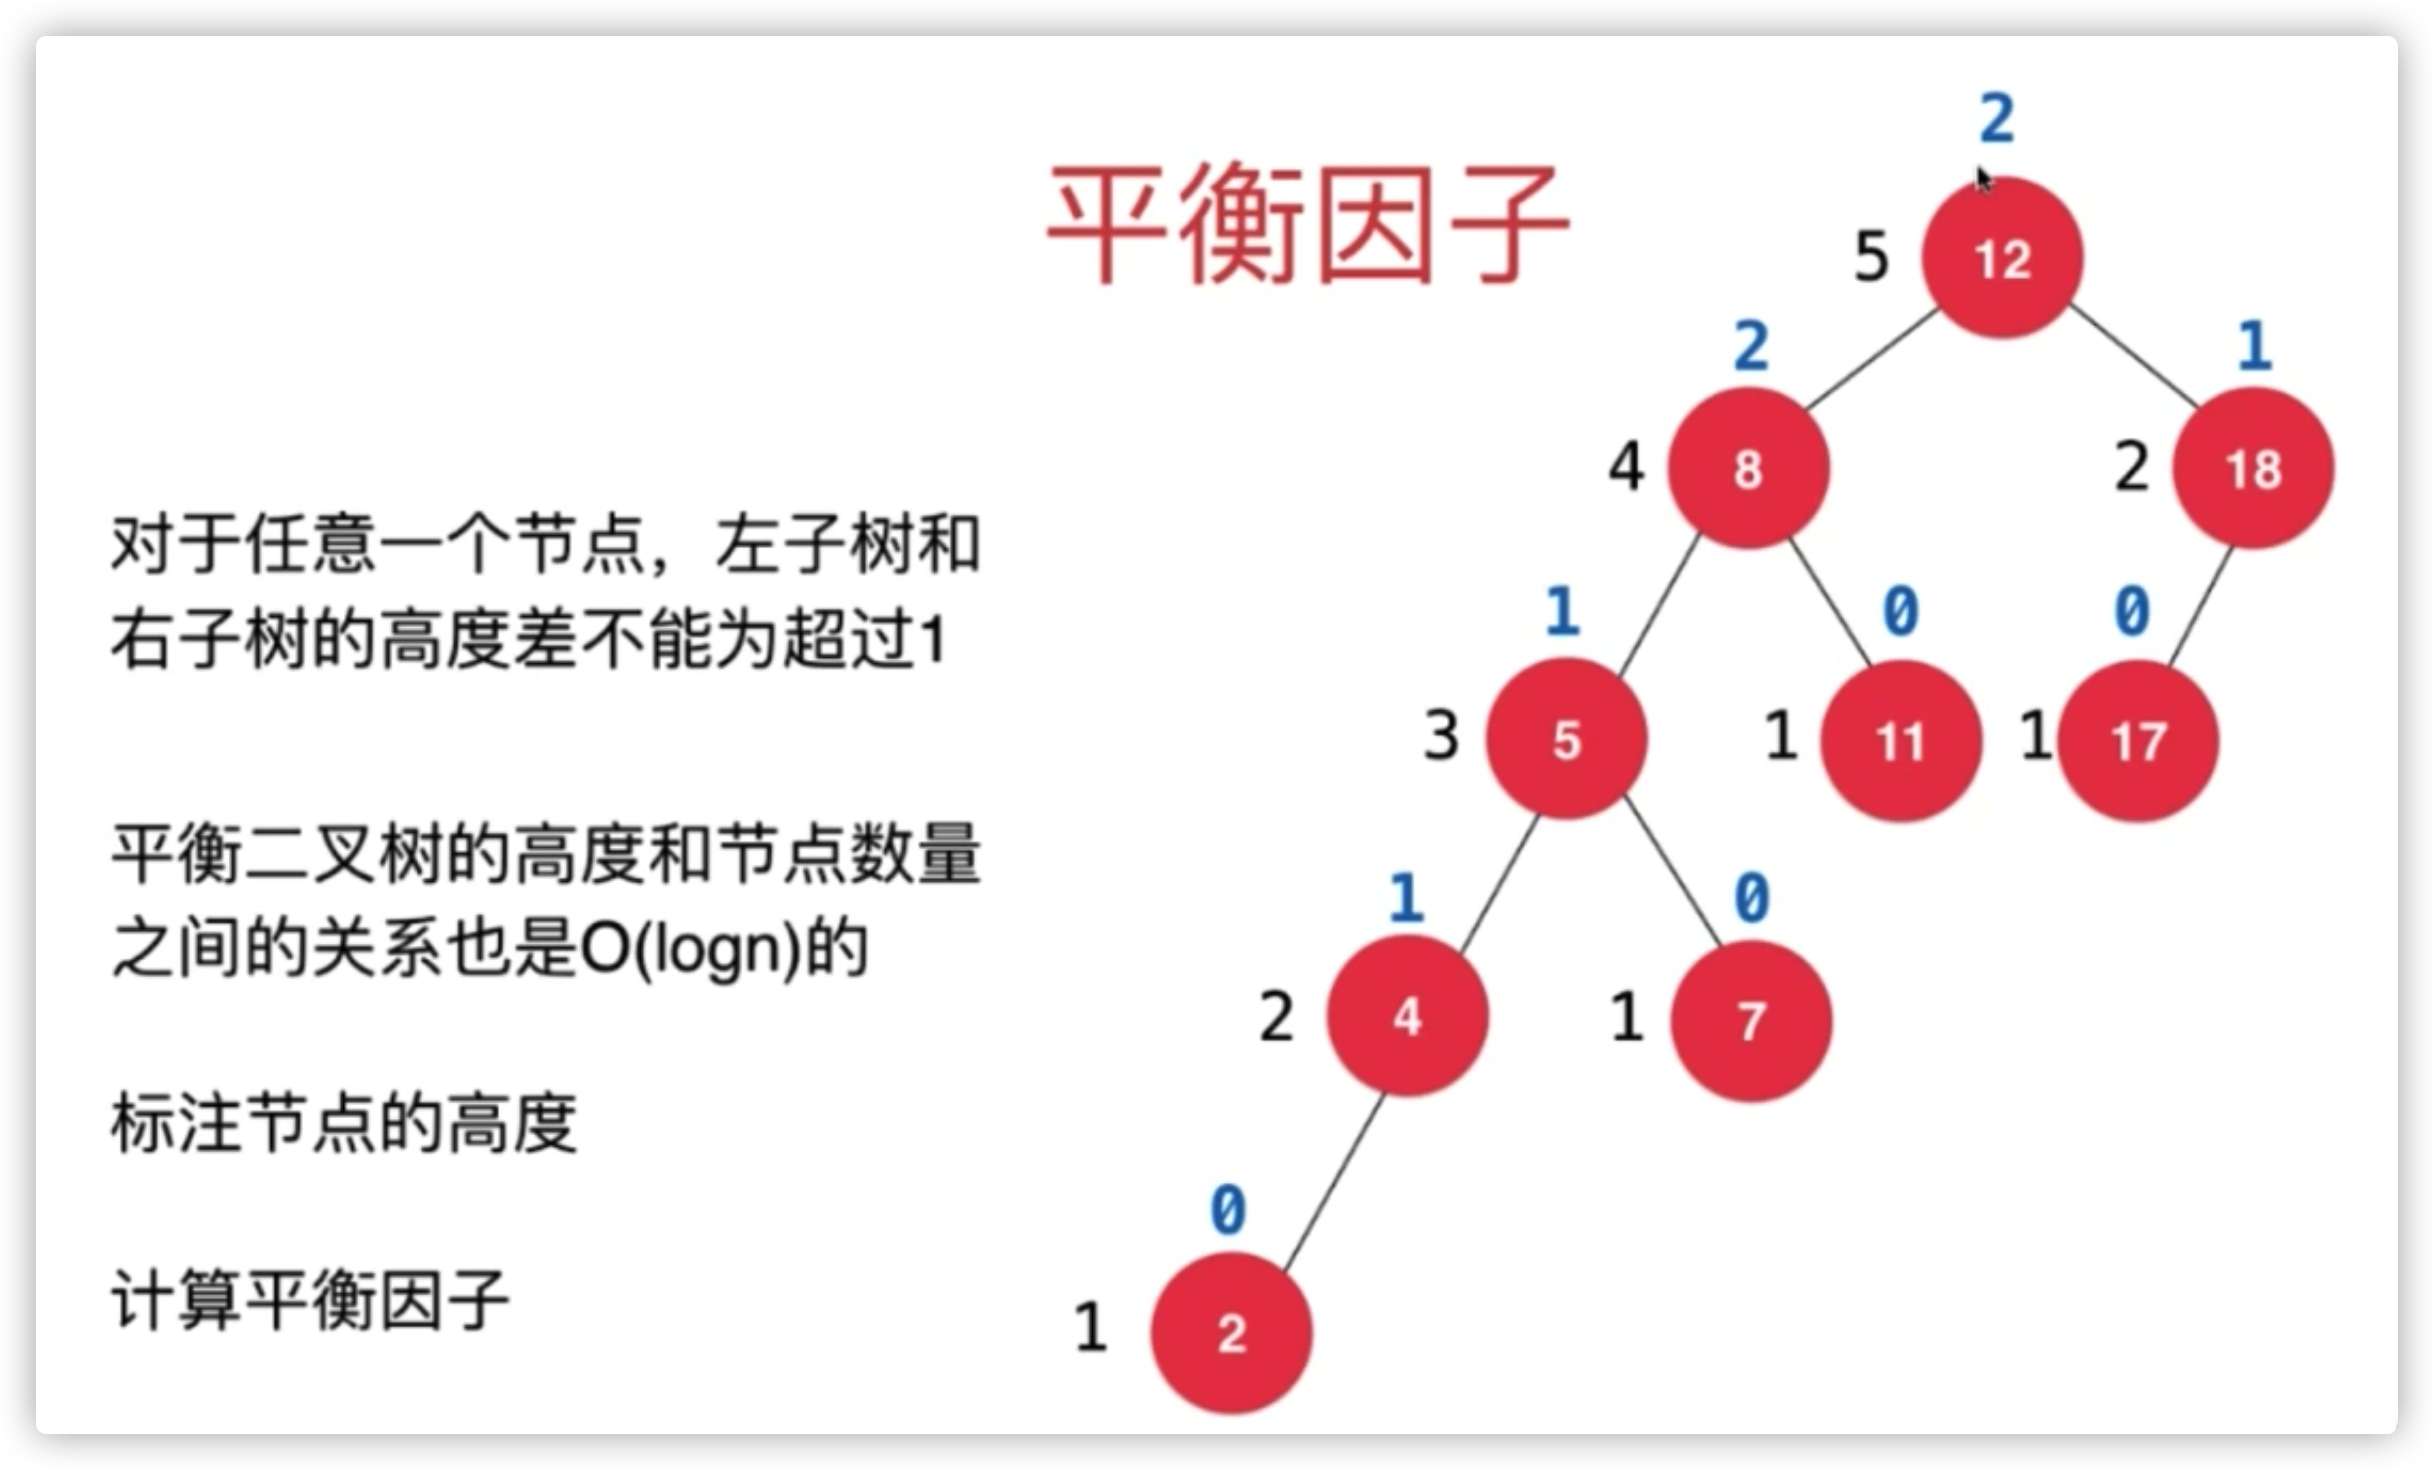 平衡因子
对于任意一个节点，左子树和
右子树的高度差不能为超过1
平衡二叉树的高度和节点数量
之间的关系也是O(logn)的
标注节点的高度
计算平衡因子
2
5 12
2 1
4 8 2 18
1 0 0
3 5 1 11 1 17
1 0
2 4 1 7
0
1 2